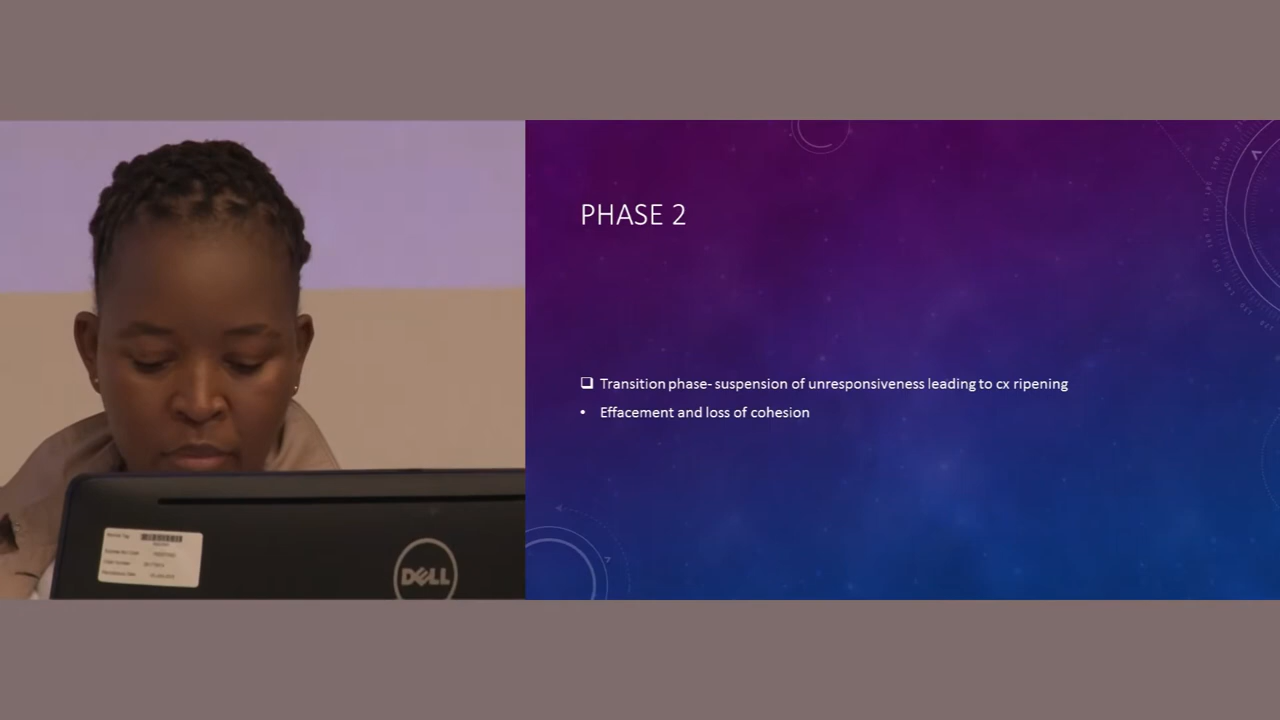 PHASE 2
❑ Transition phase- suspension of unresponsiveness leading to cx ripening
• Effacement and loss of cohesion
DELL